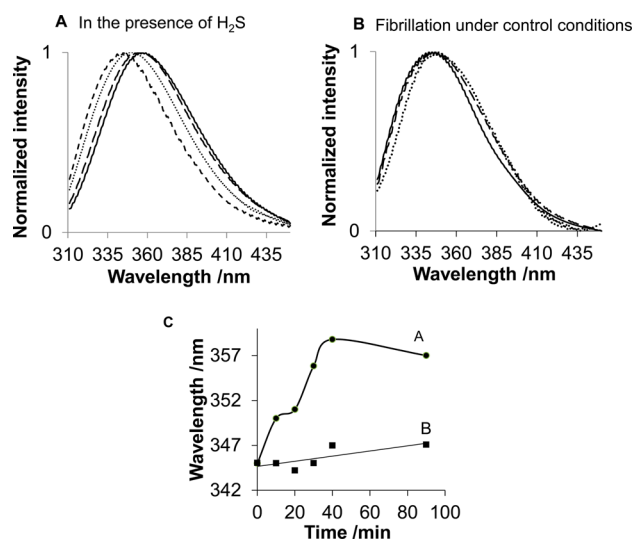 A In the presence of H₂S
B Fibrillation under control conditions
Normalized intensity
1
0
310 335 360 385 410 435
Wavelength /nm
Normalized intensity
1
0
310 335 360 385 410 435
Wavelength /nm
C
Wavelength /nm
357
352
347
342
A
B
0 20 40 60 80 100
Time /min